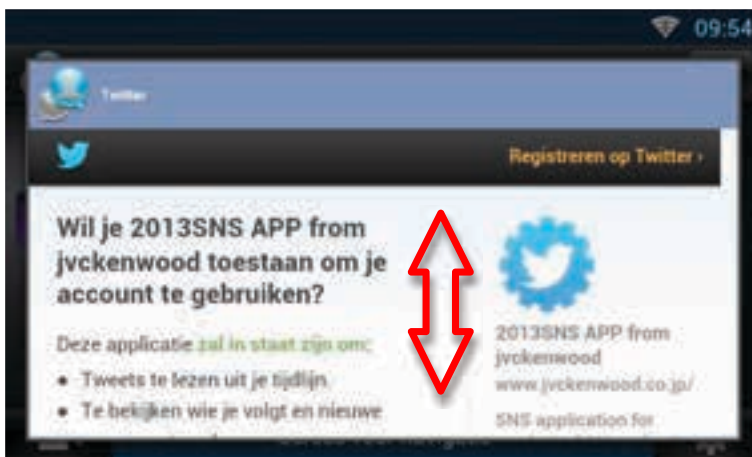 09:54
Twitter
Registreren op Twitter ›
Wil je 2013SNS APP from
jvckenwood toestaan om je
account te gebruiken?
Deze applicatie zal in staat zijn om:
• Tweets te lezen uit je tijdlijn.
• Te bekijken wie je volgt en nieuwe
2013SNS APP from
jvckenwood
www.jvckenwood.co.jp/
SNS application for